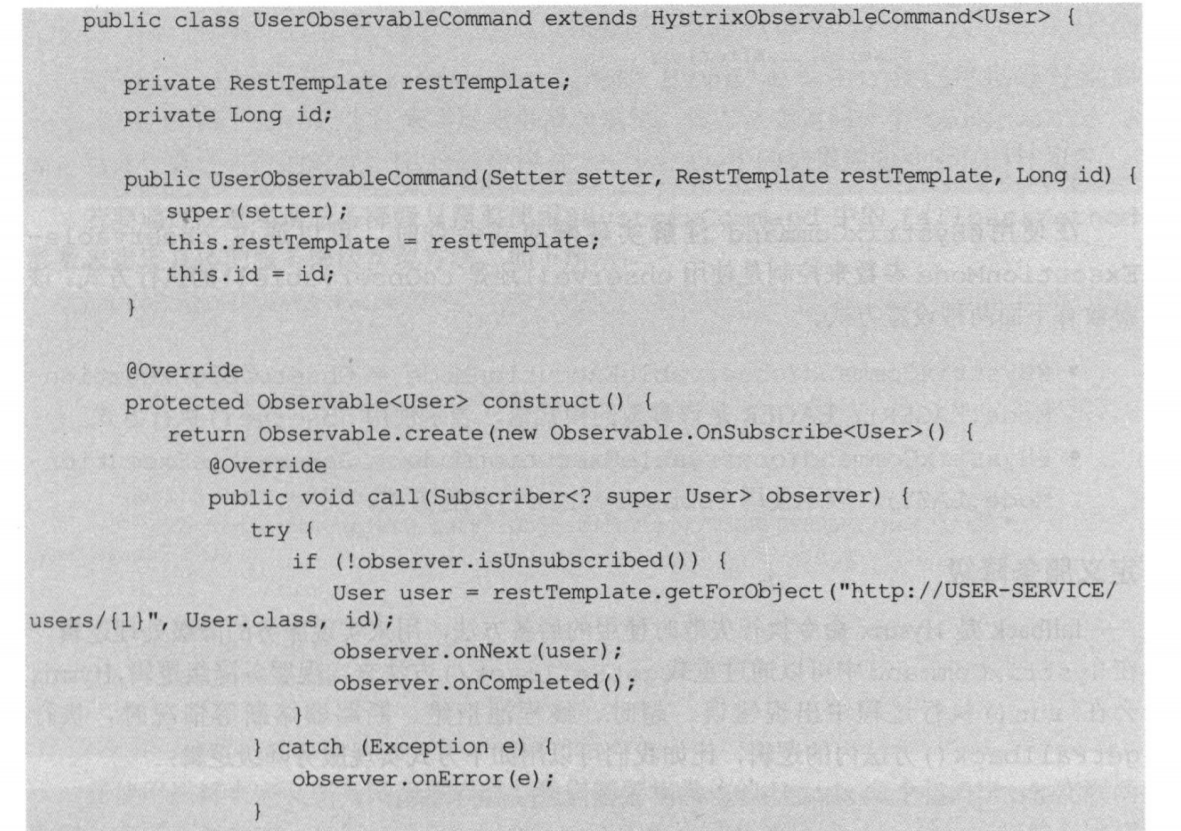 public class UserObservableCommand extends HystrixObservableCommand<User> {
private RestTemplate restTemplate;
private Long id;
public UserObservableCommand(Setter setter, RestTemplate restTemplate, Long id) {
super(setter);
this.restTemplate = restTemplate;
this.id = id;
}
@Override
protected Observable<User> construct() {
return Observable.create(new Observable.OnSubscribe<User>() {
@Override
public void call(Subscriber<? super User> observer) {
try {
if (!observer.isUnsubscribed()) {
User user = restTemplate.getForObject("http://USER-SERVICE/
users/{1}", User.class, id);
observer.onNext(user);
observer.onCompleted();
}
} catch (Exception e) {
observer.onError(e);
}